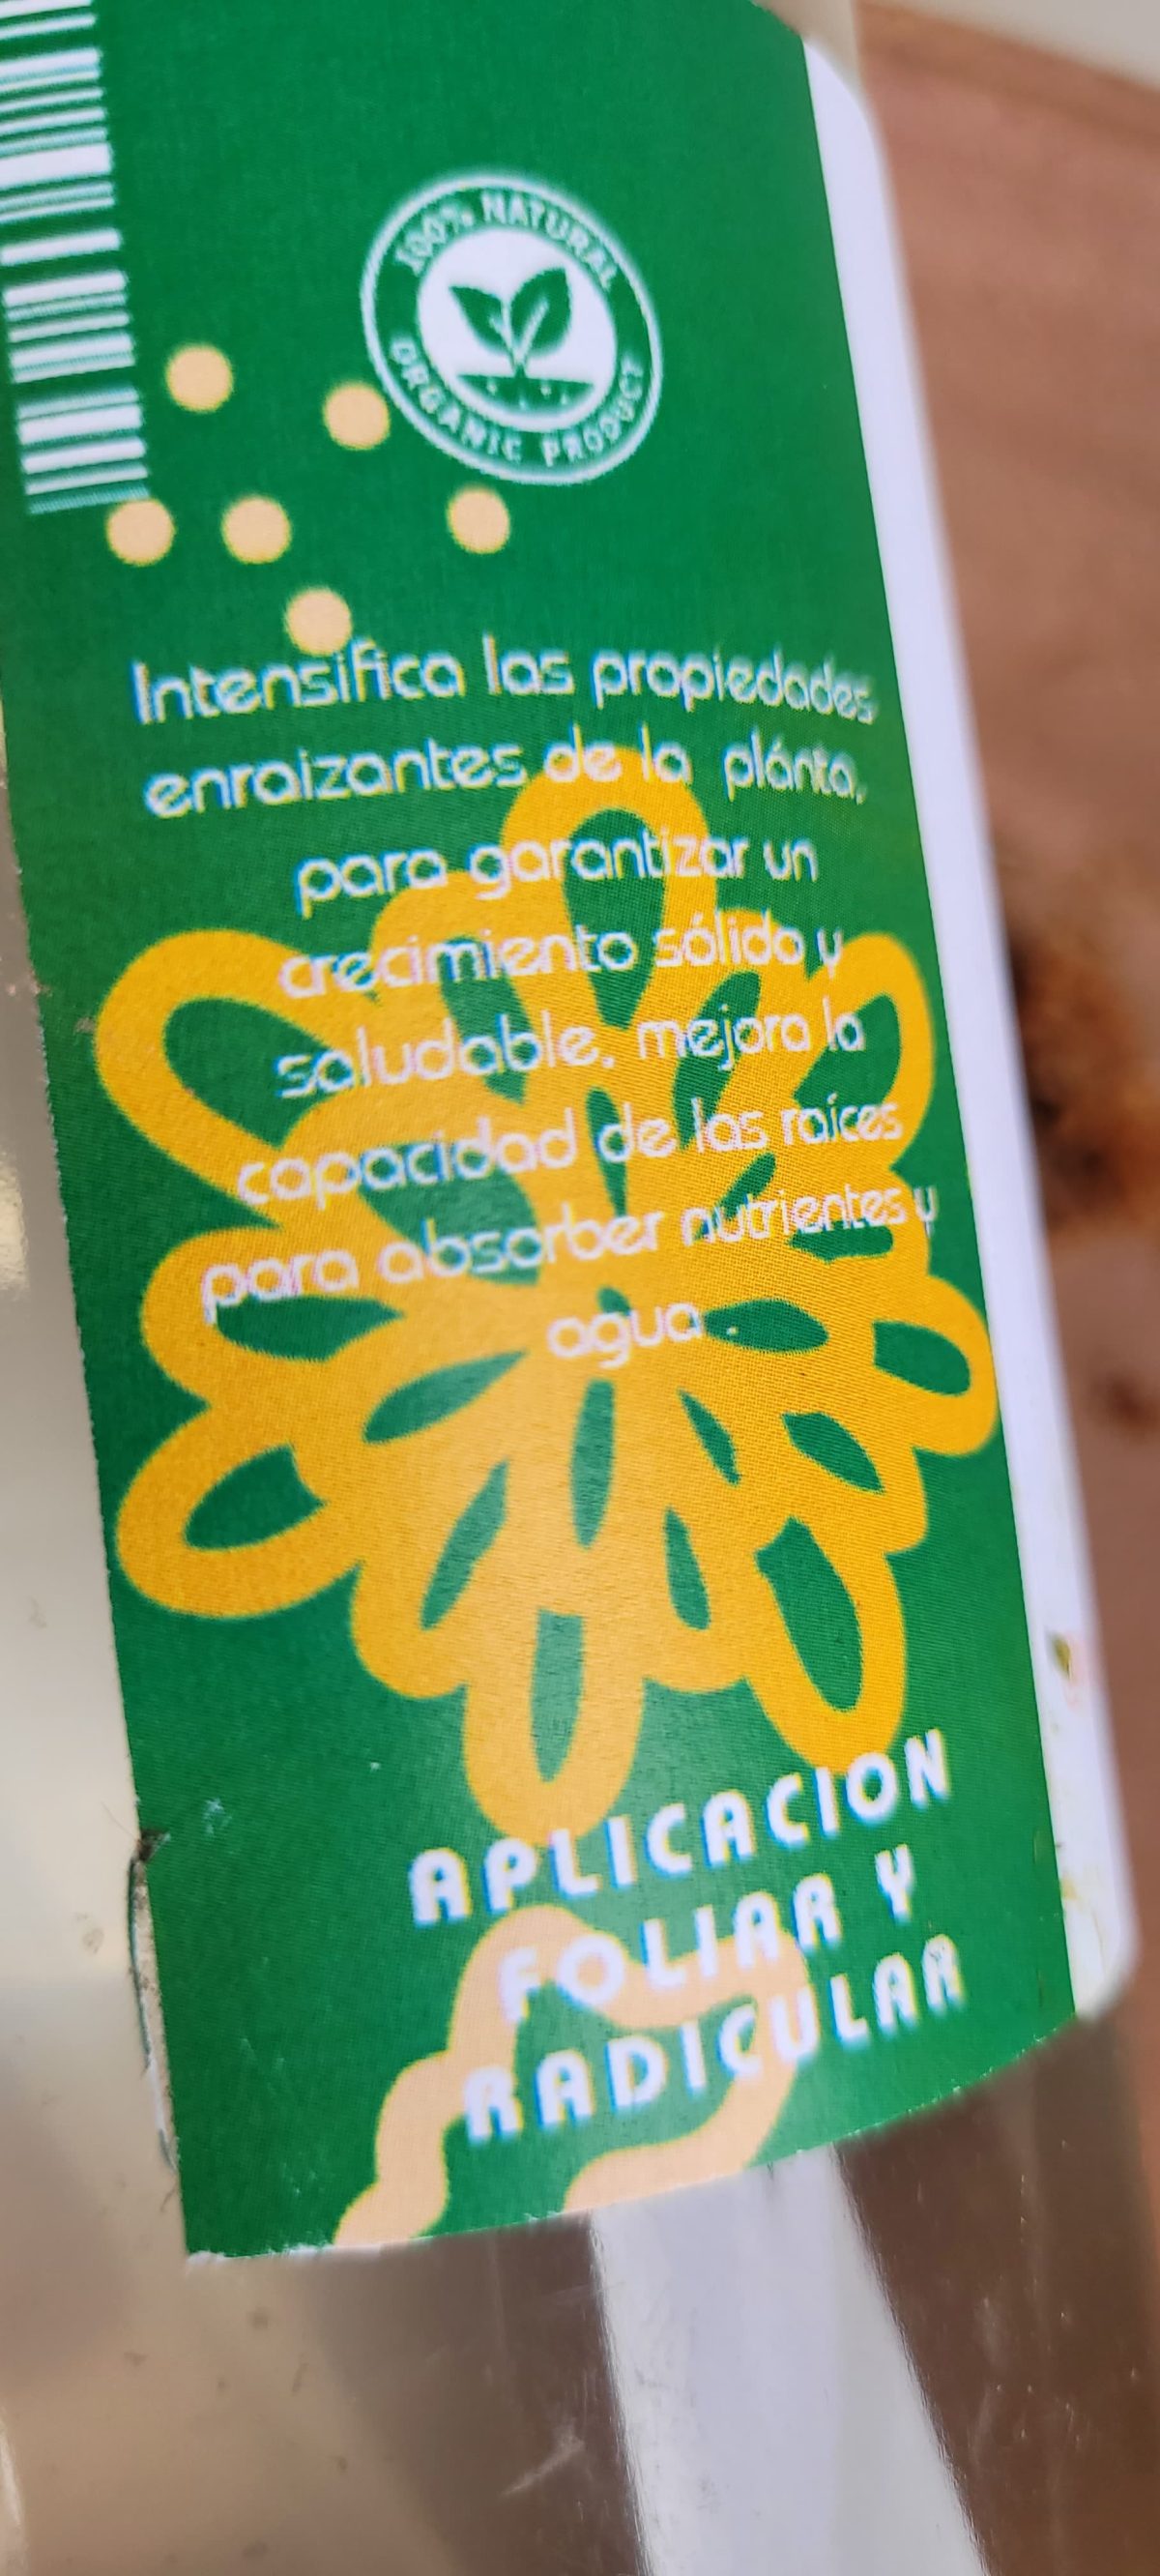 100% NATURAL
ORGANIC PRODUCT
Intensifica las propiedades
enraizantes de la plánta,
para garantizar un
crecimiento sólido y
saludable, mejora la
capacidad de las raíces
para absorber nutrientes y
agua .
APLICACION
FOLIAR Y
RADICULAR